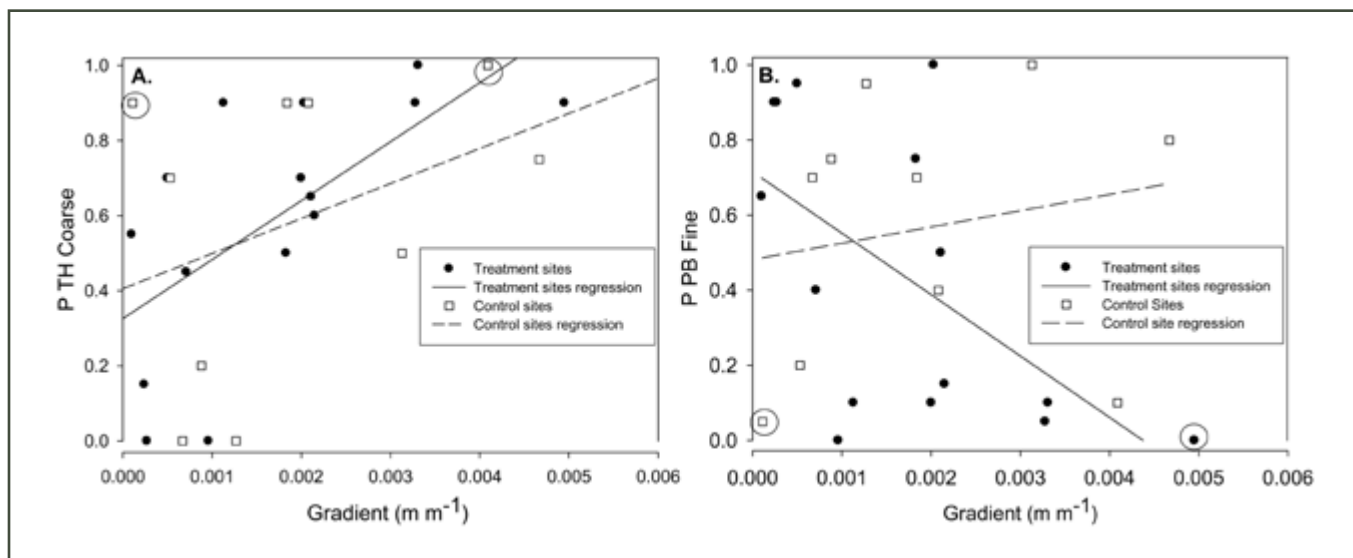 A.
P TH Coarse
1.0
0.8
0.6
0.4
0.2
0.0
Treatment sites
Treatment sites regression
Control sites
Control sites regression
0.000 0.001 0.002 0.003 0.004 0.005 0.006
Gradient (m m-1)
B.
P PB Fine
1.0
0.8
0.6
0.4
0.2
0.0
Treatment sites
Treatment sites regression
Control Sites
Control site regression
0.000 0.001 0.002 0.003 0.004 0.005 0.006
Gradient (m m-1)